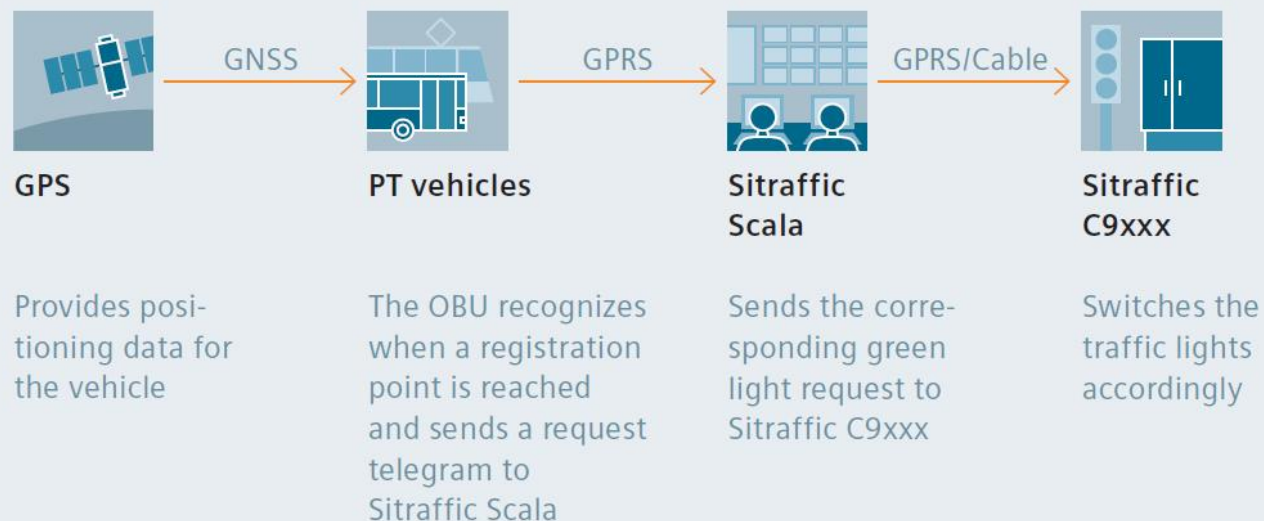 GNSS
GPRS
GPRS/Cable
GPS
PT vehicles
Sitraffic
Scala
Sitraffic
C9xxx
Provides posi-
tioning data for
the vehicle
The OBU recognizes
when a registration
point is reached
and sends a request
telegram to
Sitraffic Scala
Sends the corre-
sponding green
light request to
Sitraffic C9xxx
Switches the
traffic lights
accordingly